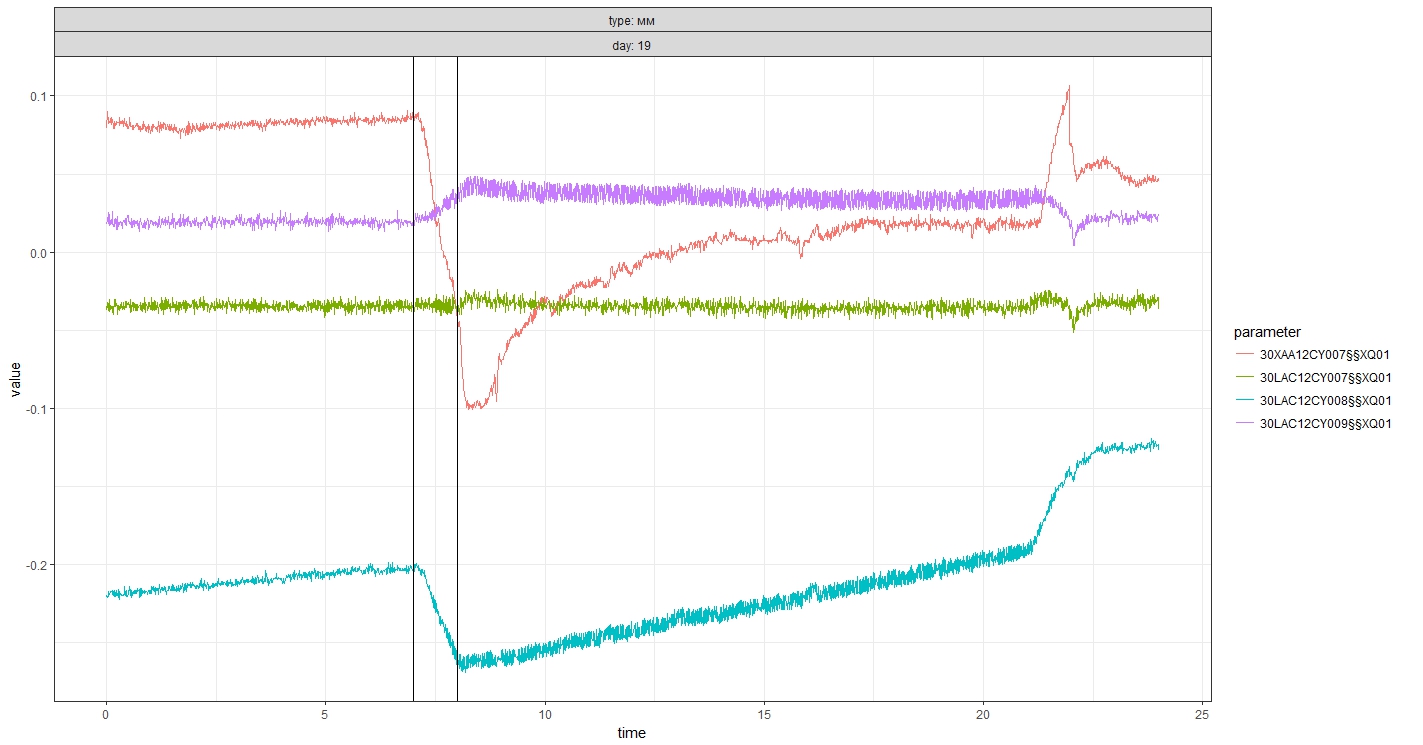 type: мм
day: 19
0.1
0.0
-0.1
-0.2
value
0
5
10
15
20
25
time
parameter
30XAA12CY007§§XQ01
30LAC12CY007§§XQ01
30LAC12CY008§§XQ01
30LAC12CY009§§XQ01